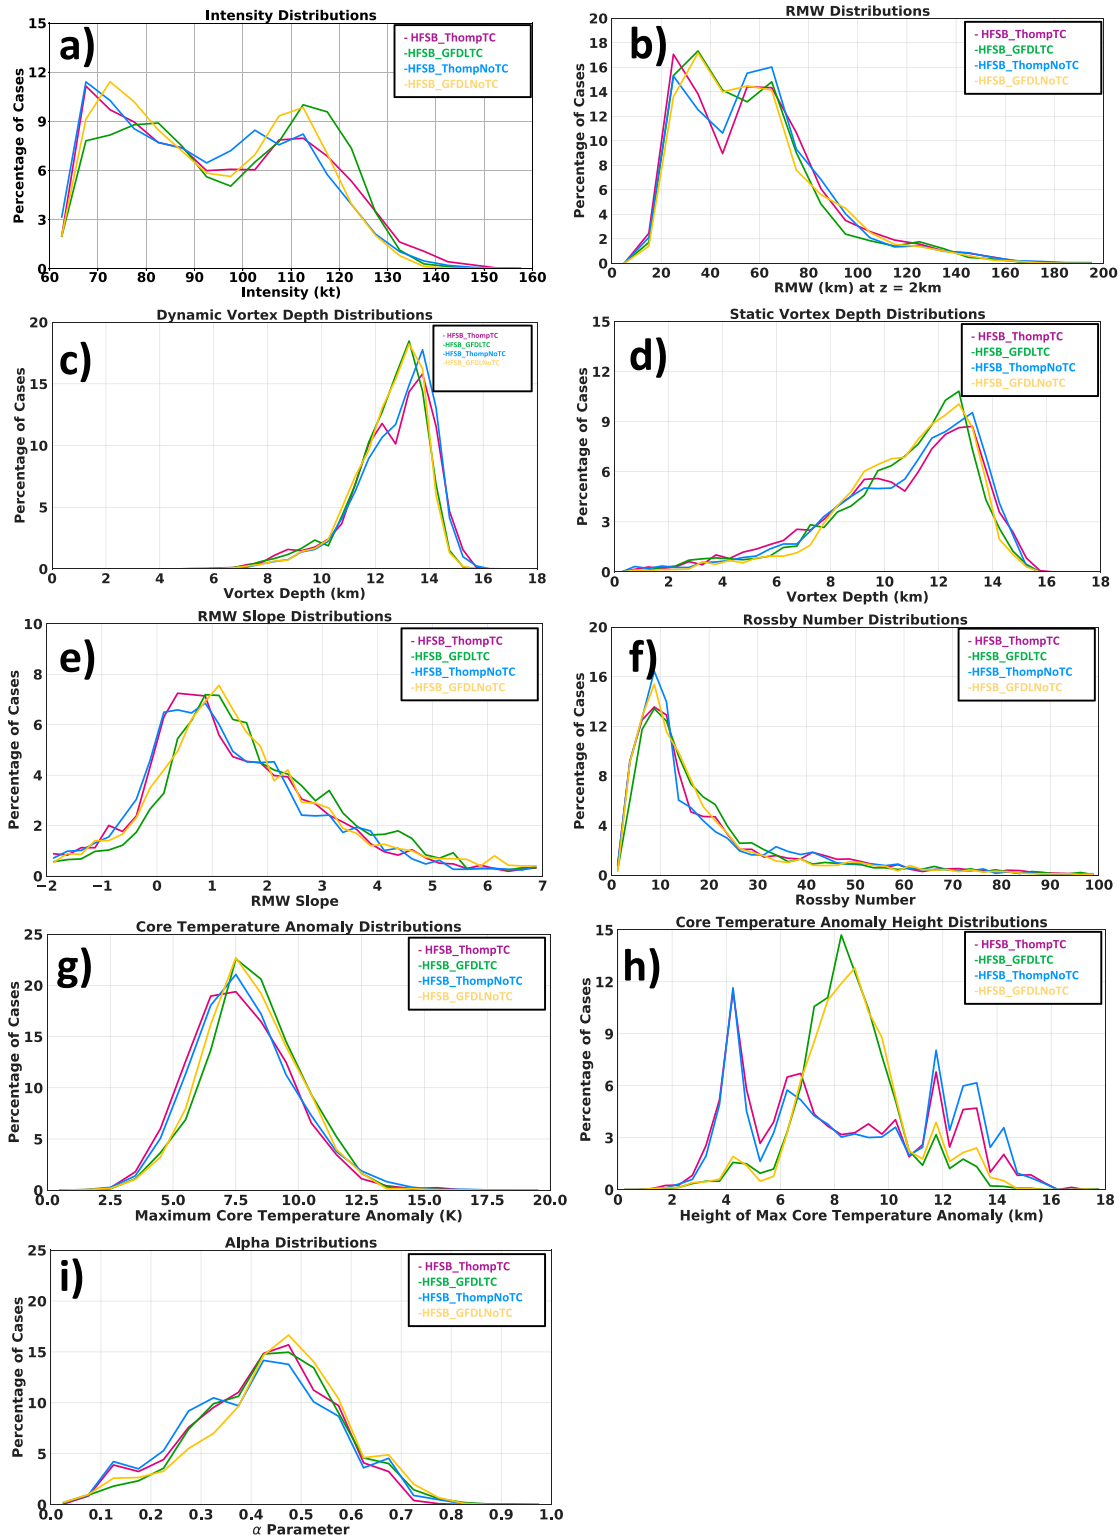 Intensity Distributions
a)
- HFSB_ThompTC
-HFSB_GFDLTC
-HFSB_ThompNoTC
-HFSB_GFDLNoTC
Percentage of Cases
15
12
9
6
3
0
60 70 80 90 100 110 120 130 140 150 160
Intensity (kt)
RMW Distributions
b)
- HFSB_ThompTC
-HFSB_GFDLTC
-HFSB_ThompNoTC
-HFSB_GFDLNoTC
Percentage of Cases
20
18
16
14
12
10
8
6
4
2
0
0 20 40 60 80 100 120 140 160 180 200
RMW (km) at z = 2km
Dynamic Vortex Depth Distributions
c)
- HFSB_ThompTC
-HFSB_GFDLTC
-HFSB_ThompNoTC
-HFSB_GFDLNoTC
Percentage of Cases
20
15
10
5
0
0 2 4 6 8 10 12 14 16 18
Vortex Depth (km)
Static Vortex Depth Distributions
d)
- HFSB_ThompTC
-HFSB_GFDLTC
-HFSB_ThompNoTC
-HFSB_GFDLNoTC
Percentage of Cases
15
12
9
6
3
0
0 2 4 6 8 10 12 14 16 18
Vortex Depth (km)
RMW Slope Distributions
e)
- HFSB_ThompTC
-HFSB_GFDLTC
-HFSB_ThompNoTC
-HFSB_GFDLNoTC
Percentage of Cases
10
8
6
4
2
0
−2 −1 0 1 2 3 4 5 6 7
RMW Slope
Rossby Number Distributions
f)
- HFSB_ThompTC
-HFSB_GFDLTC
-HFSB_ThompNoTC
-HFSB_GFDLNoTC
Percentage of Cases
20
16
12
8
4
0
0 10 20 30 40 50 60 70 80 90 100
Rossby Number
Core Temperature Anomaly Distributions
g)
- HFSB_ThompTC
-HFSB_GFDLTC
-HFSB_ThompNoTC
-HFSB_GFDLNoTC
Percentage of Cases
25
20
15
10
5
0
0.0 2.5 5.0 7.5 10.0 12.5 15.0 17.5 20.0
Maximum Core Temperature Anomaly (K)
Core Temperature Anomaly Height Distributions
h)
- HFSB_ThompTC
-HFSB_GFDLTC
-HFSB_ThompNoTC
-HFSB_GFDLNoTC
Percentage of Cases
15
12
9
6
3
0
0 2 4 6 8 10 12 14 16 18
Height of Max Core Temperature Anomaly (km)
Alpha Distributions
i)
- HFSB_ThompTC
-HFSB_GFDLTC
-HFSB_ThompNoTC
-HFSB_GFDLNoTC
Percentage of Cases
25
20
15
10
5
0
0.0 0.1 0.2 0.3 0.4 0.5 0.6 0.7 0.8 0.9 1.0
α Parameter